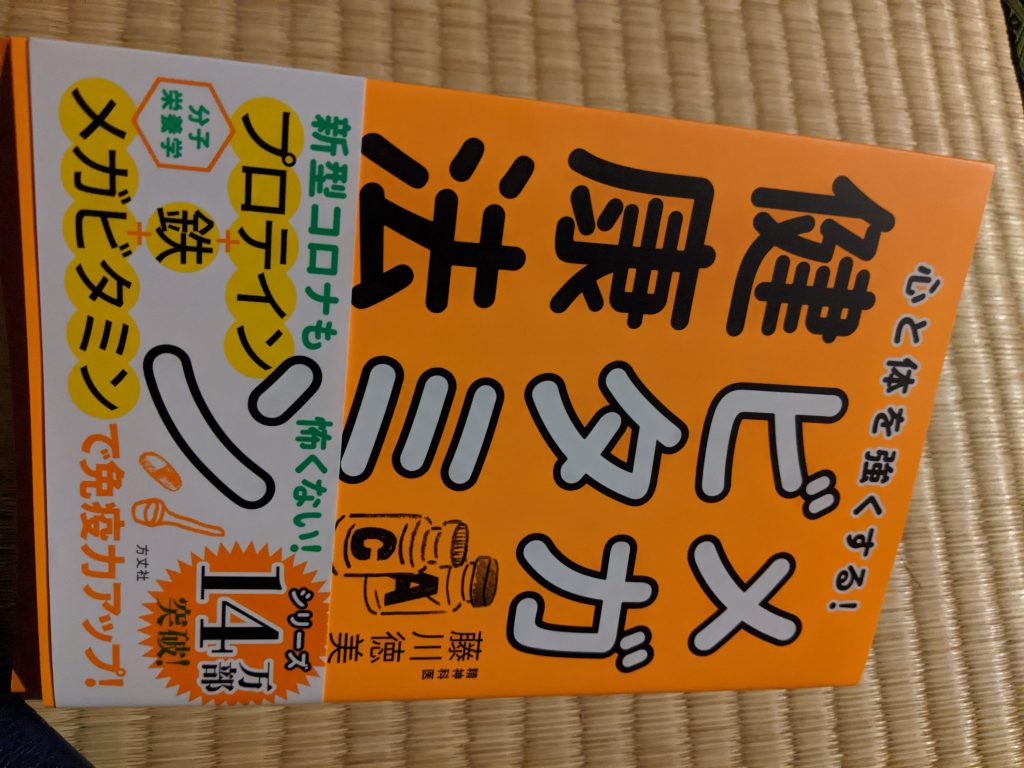 心と体を強くする!
メガビタミン
健康法
精神科医
藤川徳美
C
A
新型コロナも怖くない!
分子
栄養学
プロテイン
+
鉄
+
メガビタミン
で免疫力アップ!
シリーズ
14万部
突破!
方丈社